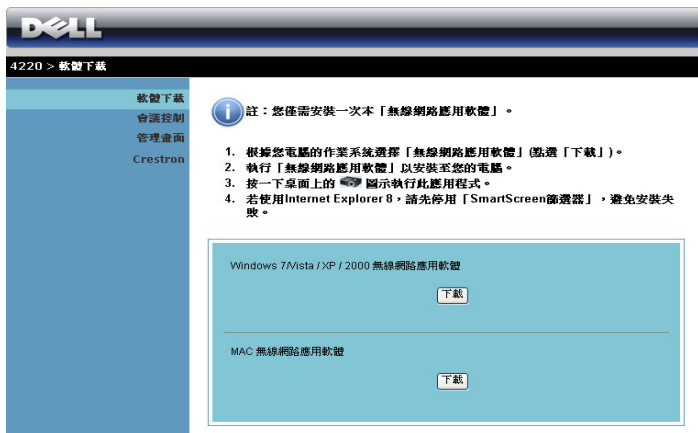 DELL
4220 > 軟體下載
軟體下載
會議控制
管理畫面
Crestron
註：您僅需安裝一次本「無線網路應用軟體」。
1. 根據您電腦的作業系統選擇「無線網路應用軟體」(點選「下載」)。
2. 執行「無線網路應用軟體」以安裝至您的電腦。
3. 按一下桌面上的 圖示執行此應用程式。
4. 若使用Internet Explorer 8，請先停用「SmartScreen篩選器」，避免安裝失
敗。
Windows 7/Vista / XP / 2000 無線網路應用軟體
下載
MAC 無線網路應用軟體
下載